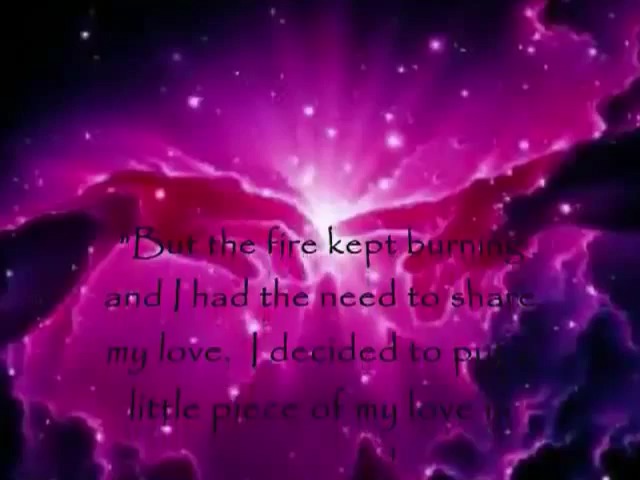 "But the fire kept burning
and I had the need to share
my love. I decided to put
little piece of my love in